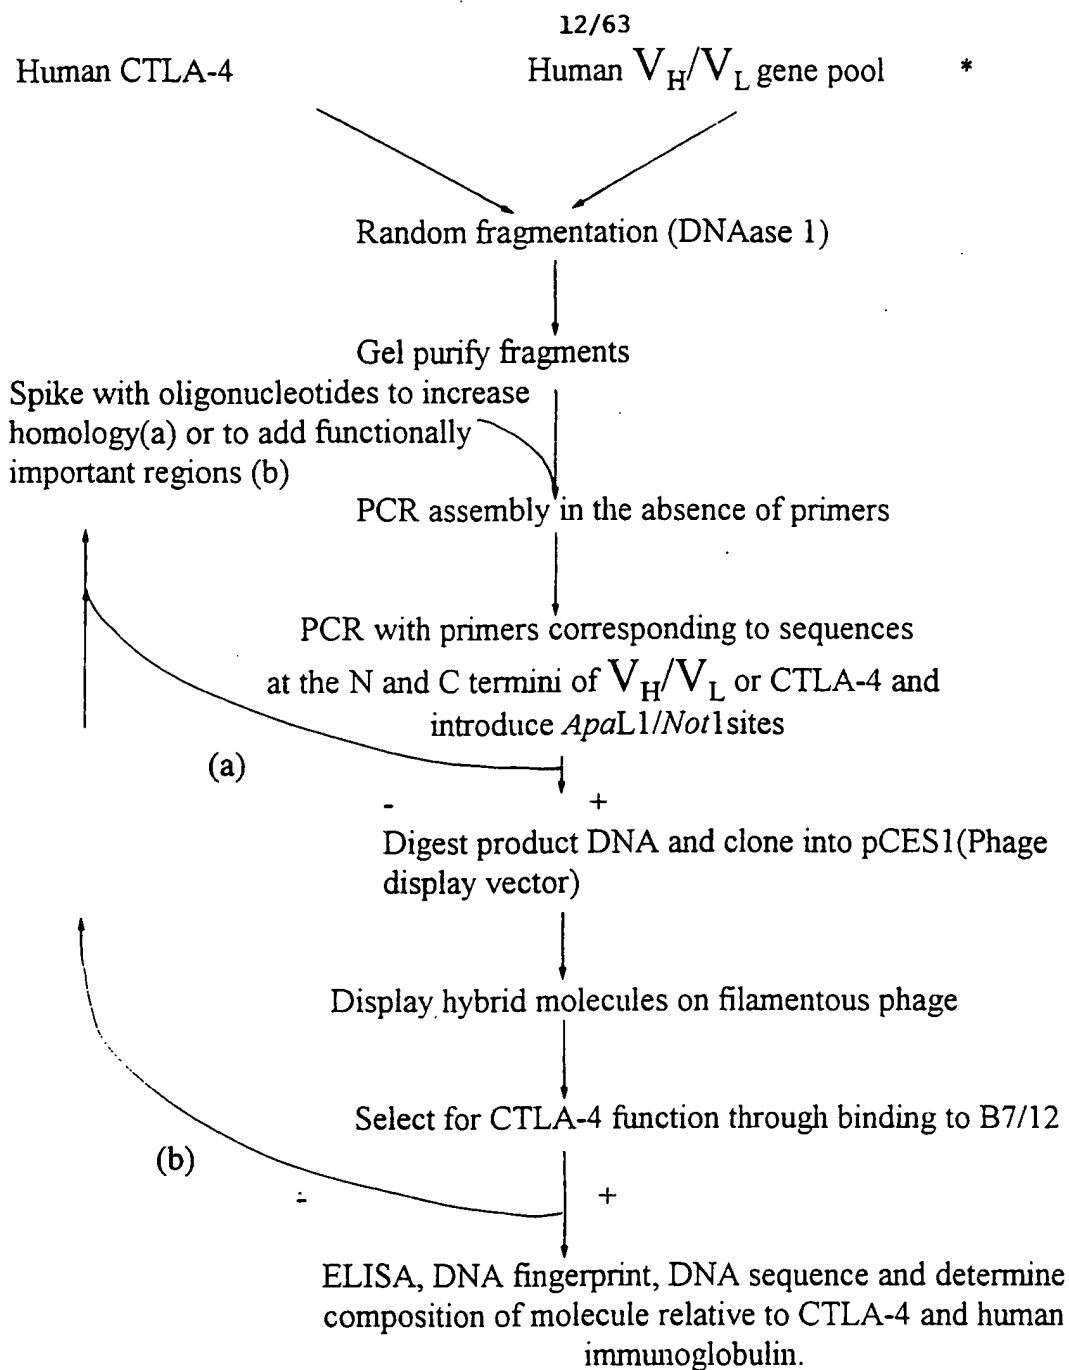 12/63
Human CTLA-4
Human VH/VL gene pool *
Random fragmentation (DNAase 1)
Gel purify fragments
Spike with oligonucleotides to increase
homology(a) or to add functionally
important regions (b)
PCR assembly in the absence of primers
PCR with primers corresponding to sequences
at the N and C termini of VH/VL or CTLA-4 and
introduce ApaL1/Not1sites
(a)
- +
Digest product DNA and clone into pCES1(Phage
display vector)
Display hybrid molecules on filamentous phage
Select for CTLA-4 function through binding to B7/12
(b)
- +
ELISA, DNA fingerprint, DNA sequence and determine
composition of molecule relative to CTLA-4 and human
immunoglobulin.